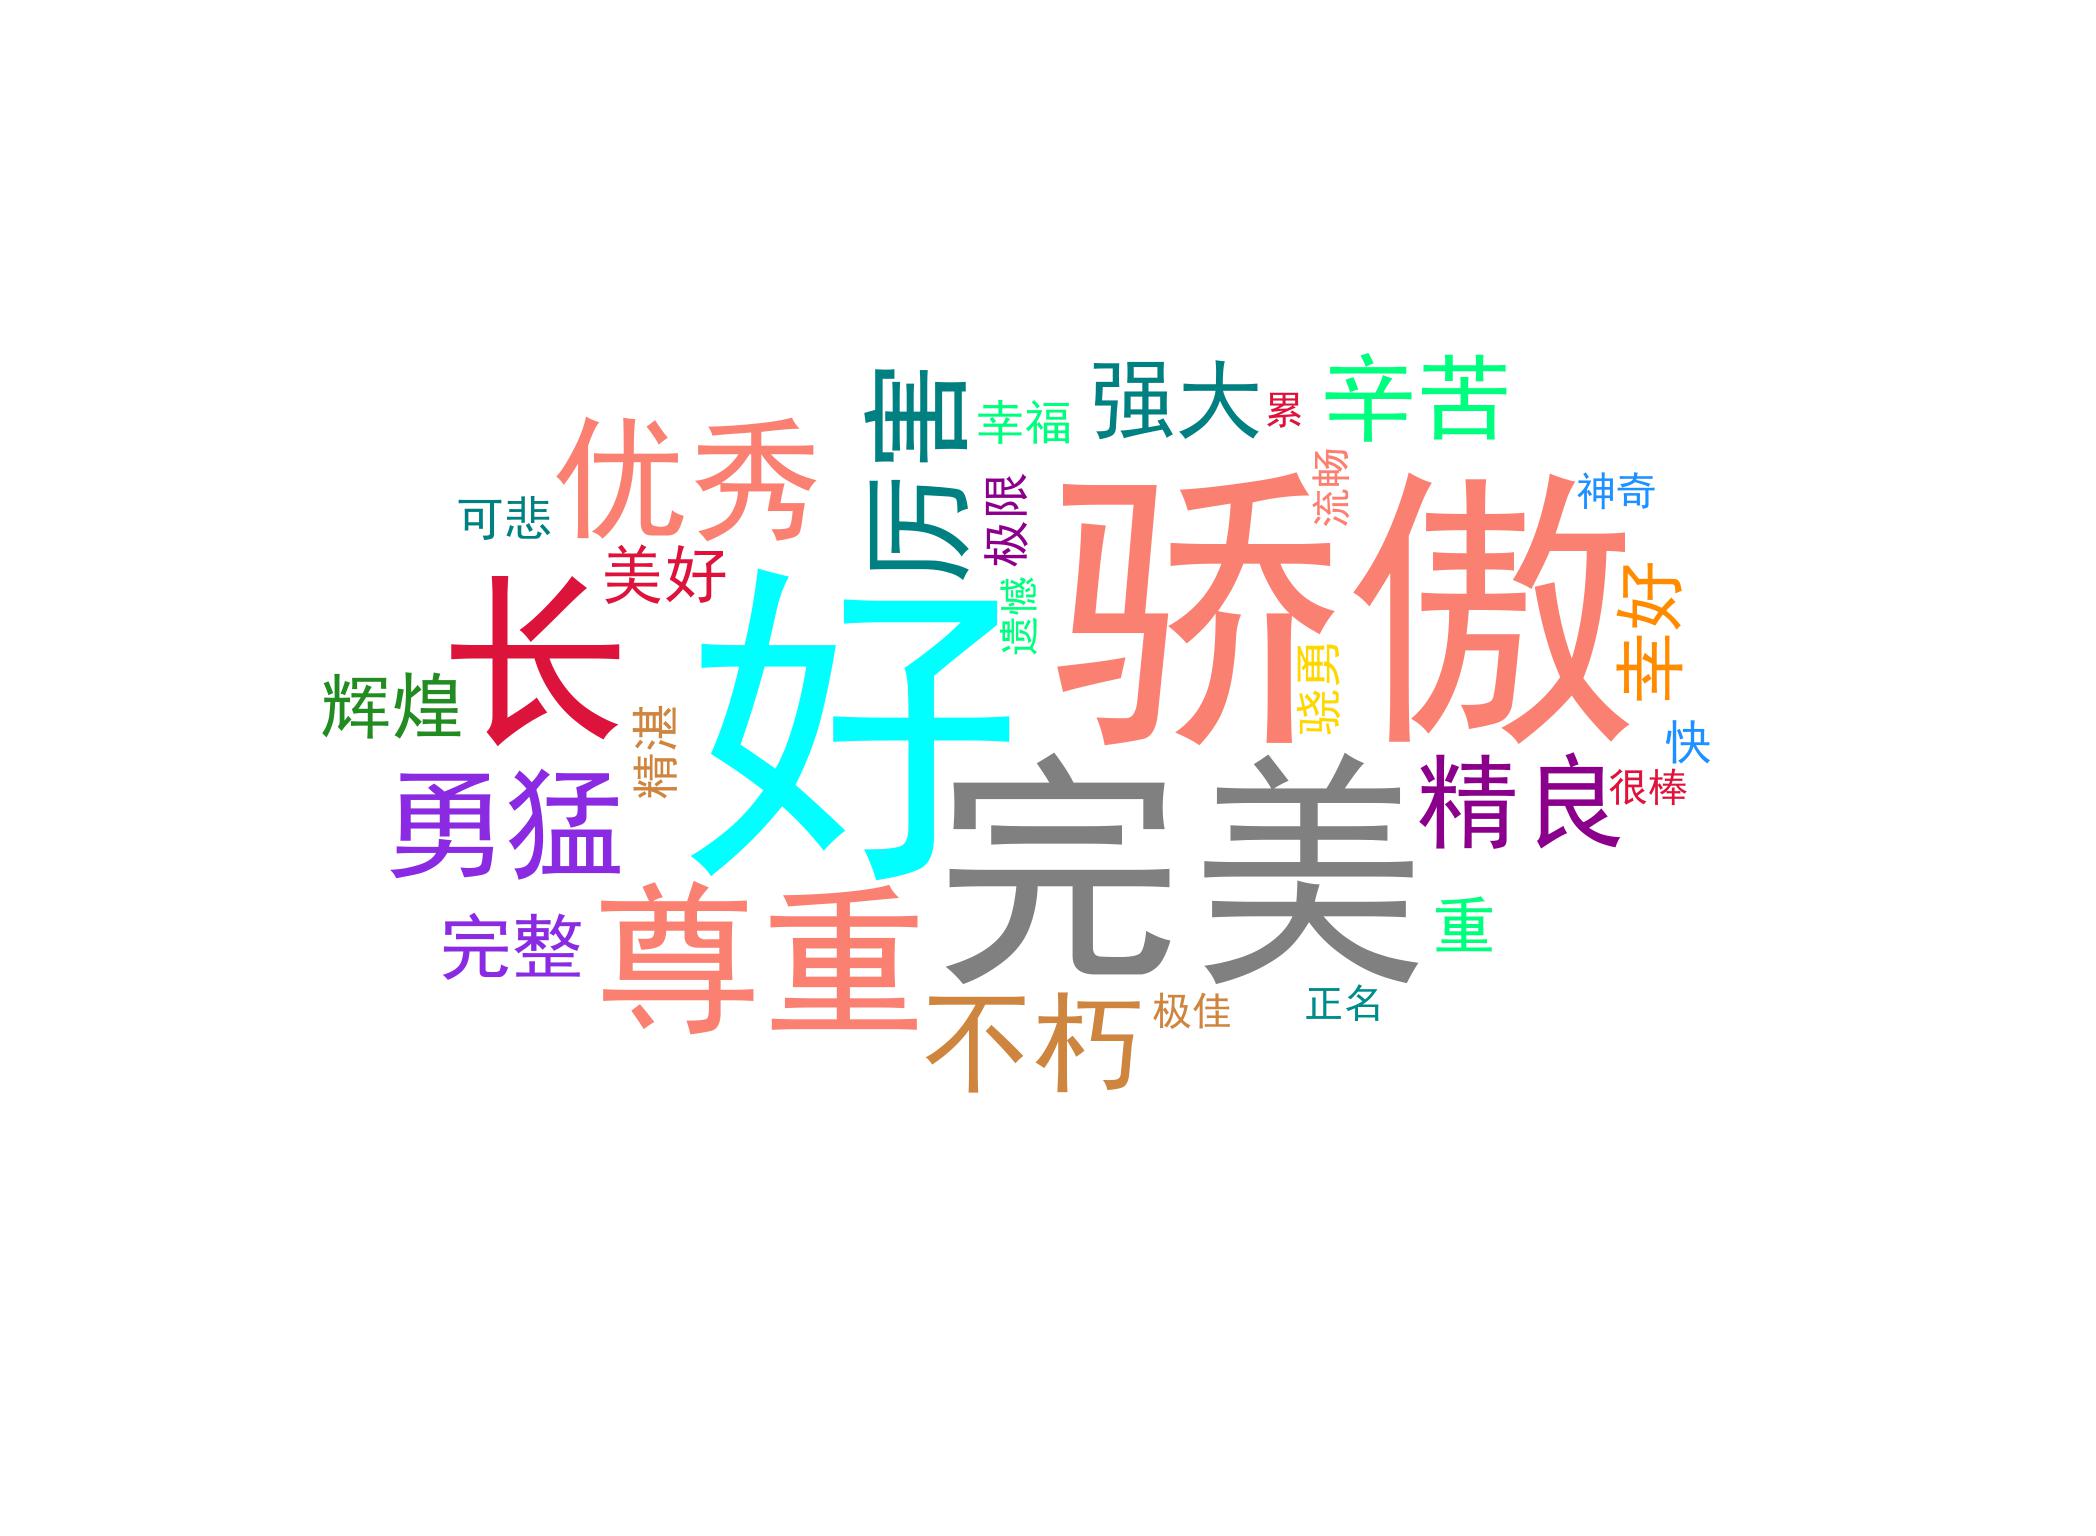 强大
辛苦
厉害
幸福
累
优秀
流畅
骄傲
神奇
极限
可悲
美好
遗憾
幸好
长
好
辉煌
骁勇
精湛
快
勇猛
完美
精良
很棒
尊重
重
完整
不朽
极佳
正名